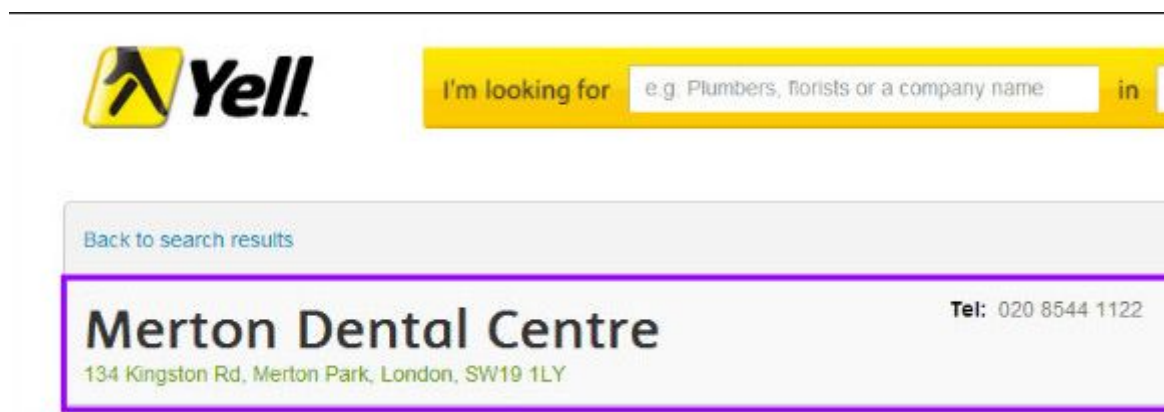 Yell
I'm looking for e.g. Plumbers, florists or a company name in
Back to search results
Merton Dental Centre
Tel: 020 8544 1122
134 Kingston Rd, Merton Park, London, SW19 1LY